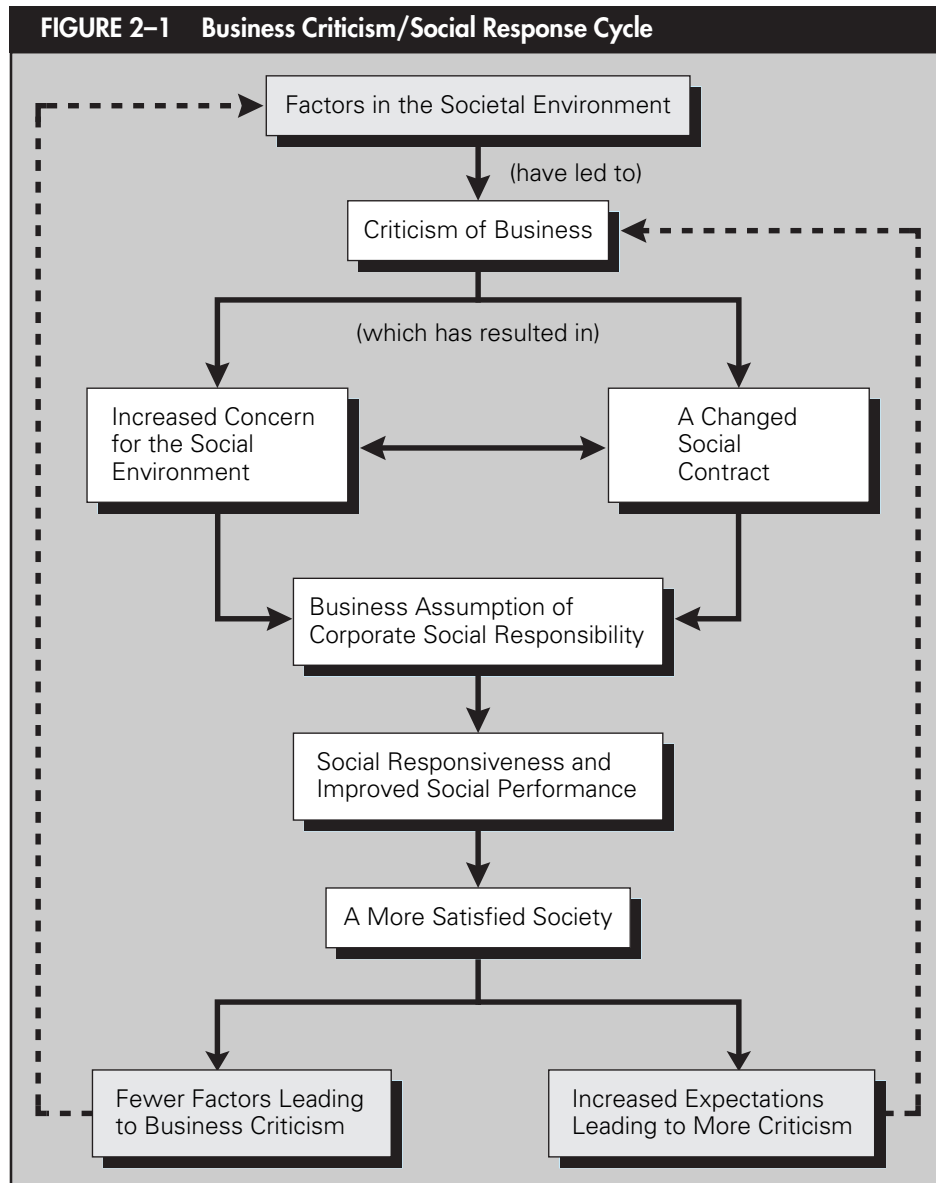 FIGURE 2–1 Business Criticism/Social Response Cycle
Factors in the Societal Environment
(have led to)
Criticism of Business
(which has resulted in)
Increased Concern
for the Social
Environment
A Changed
Social
Contract
Business Assumption of
Corporate Social Responsibility
Social Responsiveness and
Improved Social Performance
A More Satisfied Society
Fewer Factors Leading
to Business Criticism
Increased Expectations
Leading to More Criticism